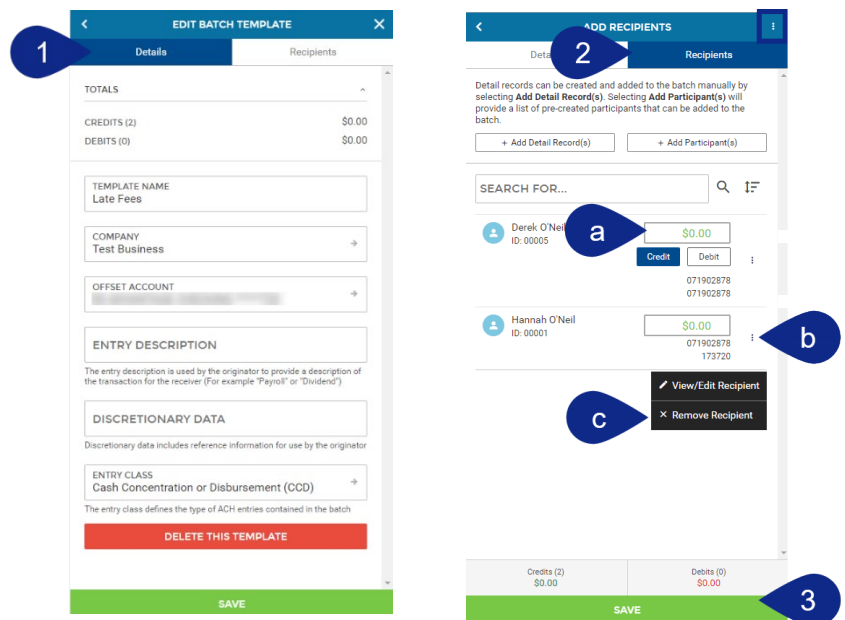 EDIT BATCH TEMPLATE
1
Details
Recipients
TOTALS
CREDITS (2) $0.00
DEBITS (0) $0.00
TEMPLATE NAME
Late Fees
COMPANY
Test Business
OFFSET ACCOUNT
ENTRY DESCRIPTION
The entry description is used by the originator to provide a description of
the transaction for the receiver (For example "Payroll" or "Dividend")
DISCRETIONARY DATA
Discretionary data includes reference information for use by the originator
ENTRY CLASS
Cash Concentration or Disbursement (CCD)
The entry class defines the type of ACH entries contained in the batch
DELETE THIS TEMPLATE
SAVE
ADD RECIPIENTS
2
Recipients
Detail records can be created and added to the batch manually by
selecting Add Detail Record(s). Selecting Add Participant(s) will
provide a list of pre-created participants that can be added to the
batch.
+ Add Detail Record(s)
+ Add Participant(s)
SEARCH FOR...
Derek O'Neil
ID: 00005
a
$0.00
Credit
Debit
071902878
071902878
Hannah O'Neil
ID: 00001
$0.00
071902878
173720
b
View/Edit Recipient
c
× Remove Recipient
Credits (2)
$0.00
Debits (0)
$0.00
SAVE
3